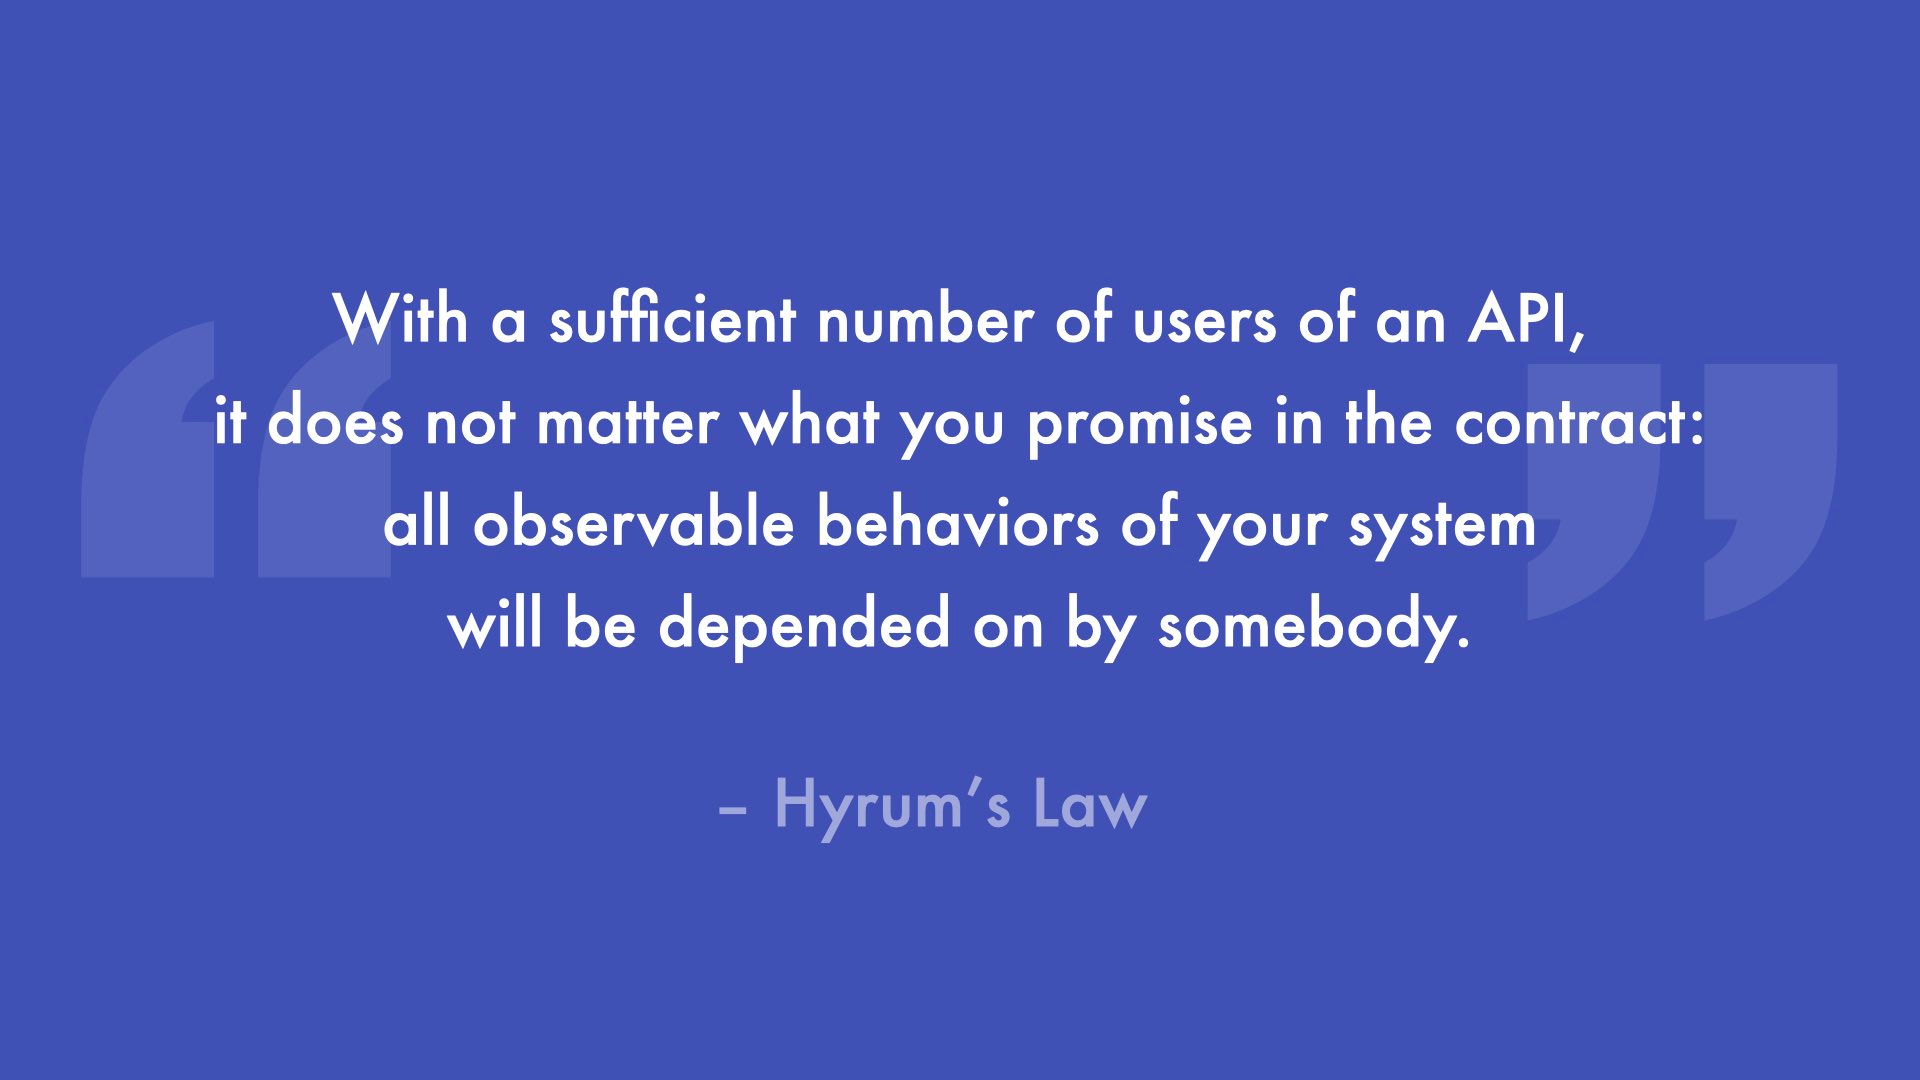 With a sufficient number of users of an API,
it does not matter what you promise in the contract:
all observable behaviors of your system
will be depended on by somebody.
– Hyrum’s Law